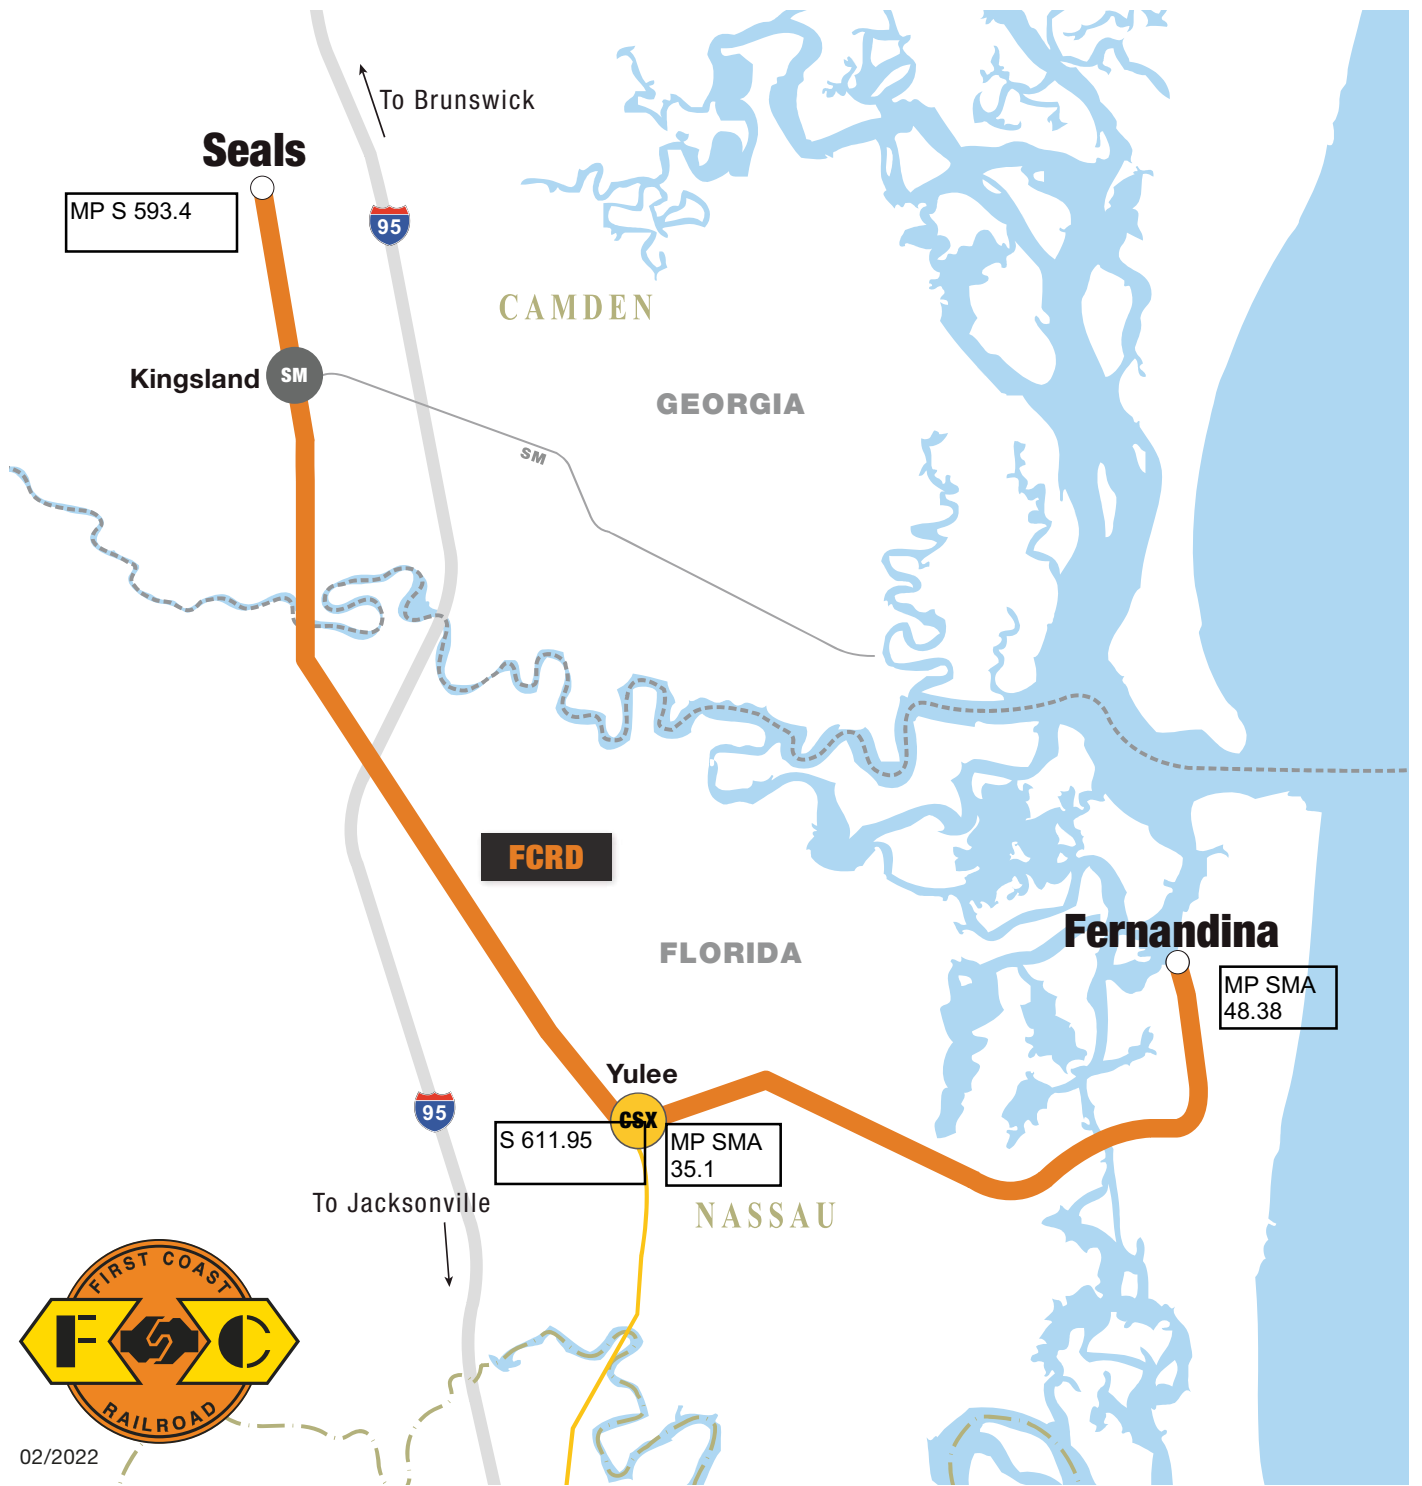 To Brunswick
Seals
MP S 593.4
95
CAMDEN
Kingsland
SM
GEORGIA
SM
FCRD
FLORIDA
Fernandina
MP SMA
48.38
Yulee
CSX
S 611.95
MP SMA
35.1
95
To Jacksonville
NASSAU
FIRST COAST
F C
RAILROAD
02/2022